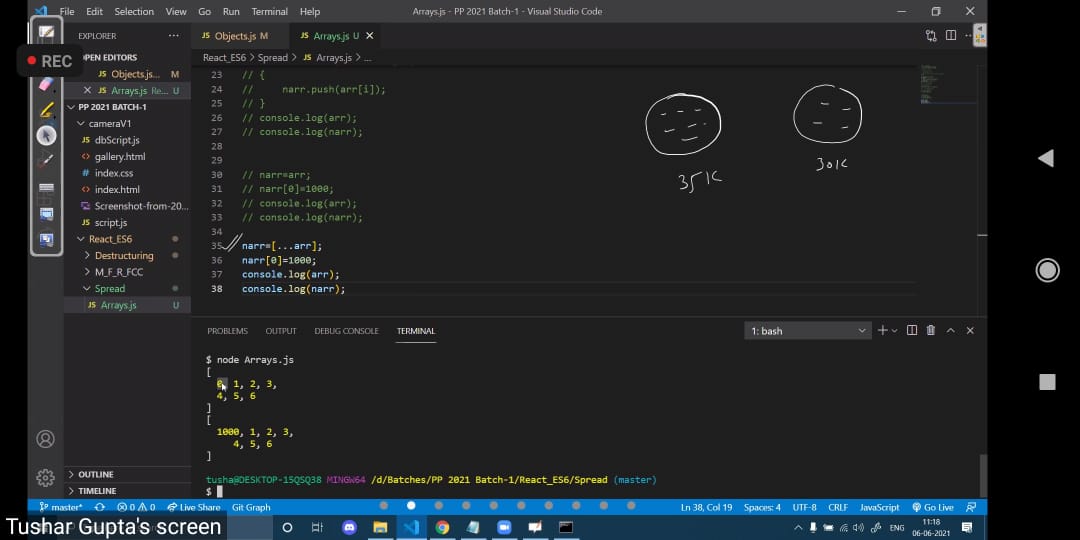 File Edit Selection View Go Run Terminal Help Arrays.js - PP 2021 Batch-1 - Visual Studio Code
REC
EXPLORER
OPEN EDITORS
JS Objects.js... M
JS Arrays.js Re... U
PP 2021 BATCH-1
cameraV1
JS dbScript.js
<> gallery.html
# index.css
<> index.html
Screenshot-from-20...
JS script.js
React_ES6
Destructuring
M_F_R_FCC
Spread
JS Arrays.js U
OUTLINE
TIMELINE
JS Objects.js M JS Arrays.js U
React_ES6 > Spread > JS Arrays.js > ...
23 // {
24 //     narr.push(arr[i]);
25 // }
26 // console.log(arr);
27 // console.log(narr);
28
29
30 // narr=arr;
31 // narr[0]=1000;
32 // console.log(arr);
33 // console.log(narr);
34
35 narr=[...arr];
36 narr[0]=1000;
37 console.log(arr);
38 console.log(narr);
351K
301K
PROBLEMS OUTPUT DEBUG CONSOLE TERMINAL 1: bash
$ node Arrays.js
[
0, 1, 2, 3,
4, 5, 6
]
[
1000, 1, 2, 3,
4, 5, 6
]
tusha@DESKTOP-15QSQ38 MINGW64 /d/Batches/PP 2021 Batch-1/React_ES6/Spread (master)
$
master* 0 0 Live Share Git Graph Ln 38, Col 19 Spaces: 4 UTF-8 CRLF JavaScript Go Live
Tushar Gupta's screen
ENG
11:18
06-06-2021